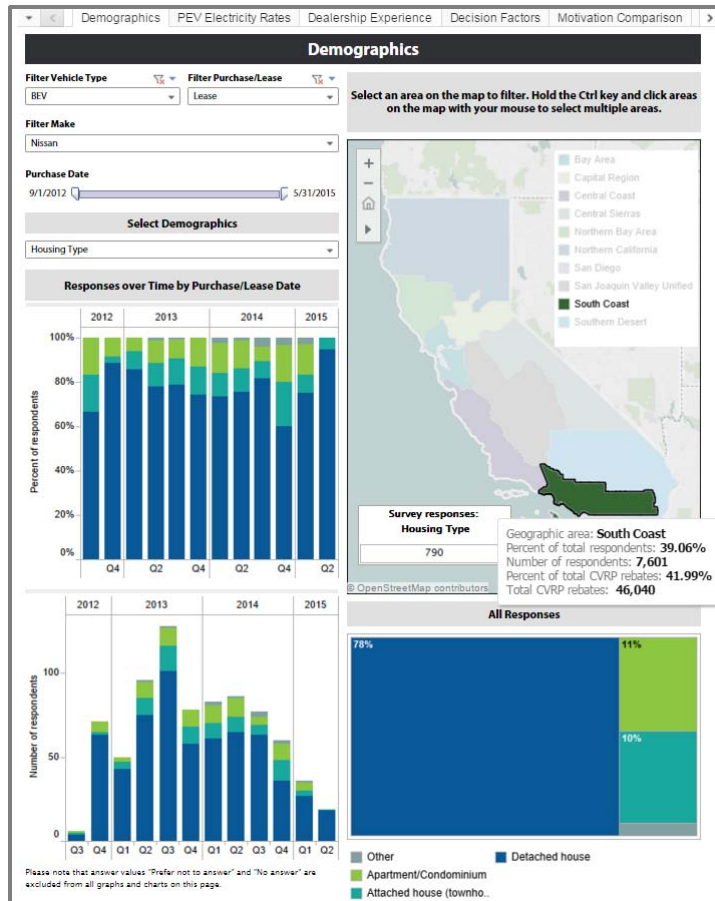 Demographics PEV Electricity Rates Dealership Experience Decision Factors Motivation Comparison
Demographics
Filter Vehicle Type Filter Purchase/Lease
BEV Lease
Filter Make
Nissan
Purchase Date
9/1/2012 5/31/2015
Select Demographics
Housing Type
Select an area on the map to filter. Hold the Ctrl key and click areas
on the map with your mouse to select multiple areas.
+
−
Bay Area
Capital Region
Central Coast
Central Sierras
Northern Bay Area
Northern California
San Diego
San Joaquin Valley Unified
South Coast
Southern Desert
Survey responses:
Housing Type
790
Geographic area: South Coast
Percent of total respondents: 39.06%
Number of respondents: 7,601
Percent of total CVRP rebates: 41.99%
Total CVRP rebates: 46,040
© OpenStreetMap contributors
Responses over Time by Purchase/Lease Date
2012 2013 2014 2015
100%
80%
60%
40%
20%
0%
Percent of respondents
Q4 Q2 Q4 Q2 Q4 Q2
2012 2013 2014 2015
100
50
0
Number of respondents
Q3 Q4 Q1 Q2 Q3 Q4 Q1 Q2 Q3 Q4 Q1 Q2
Please note that answer values "Prefer not to answer" and "No answer" are
excluded from all graphs and charts on this page.
All Responses
78% 11%
10%
Other Detached house
Apartment/Condominium
Attached house (townho..